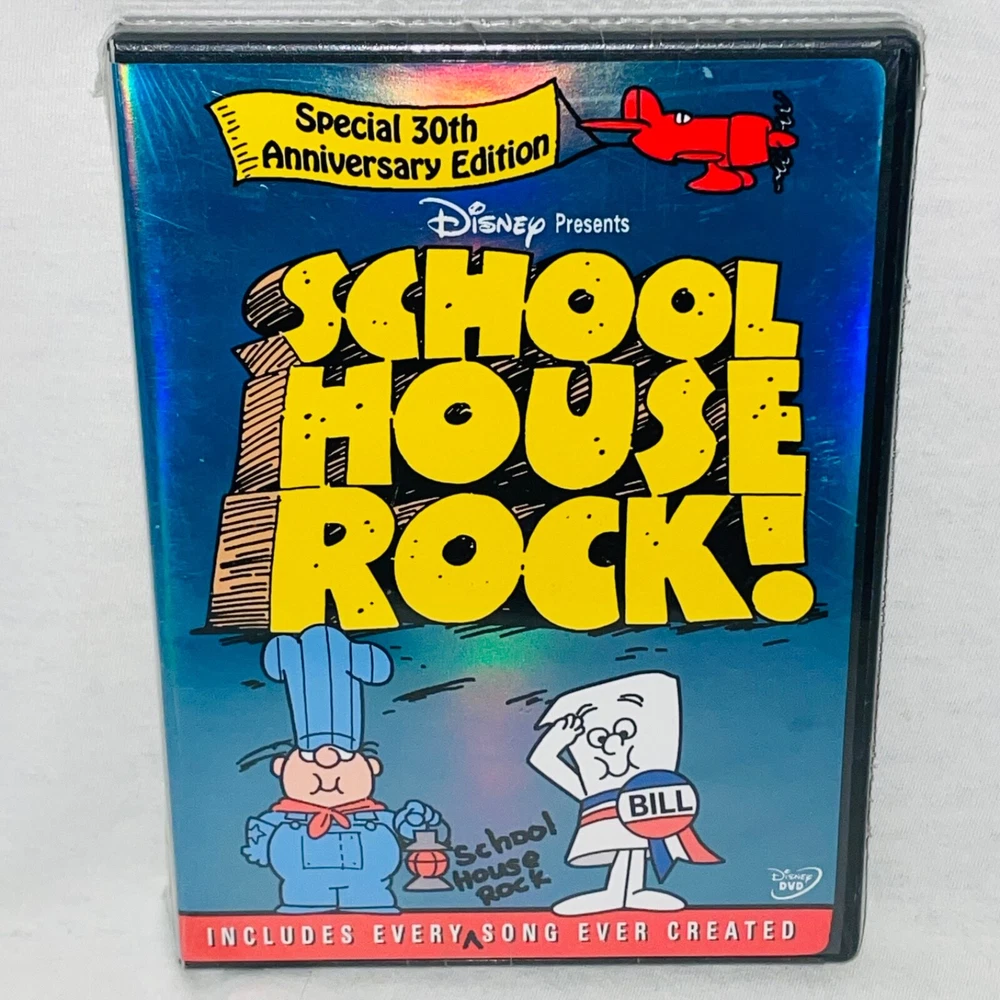 Special 30th
Anniversary Edition
Disney Presents
SCHOOL
HOUSE
ROCK!
BILL
School
House
Rock
INCLUDES EVERY SONG EVER CREATED
Disney
DVD